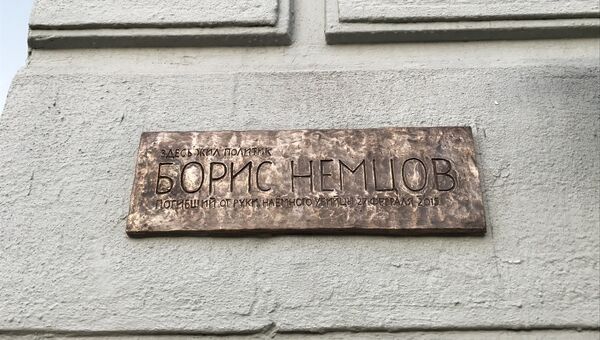 ЗДЕСЬ ЖИЛ ПОЛИТИК
БОРИС НЕМЦОВ
ПОГИБШИЙ ОТ РУКИ НАЕМНОГО УБИЙЦЫ 27 ФЕВРАЛЯ 2015